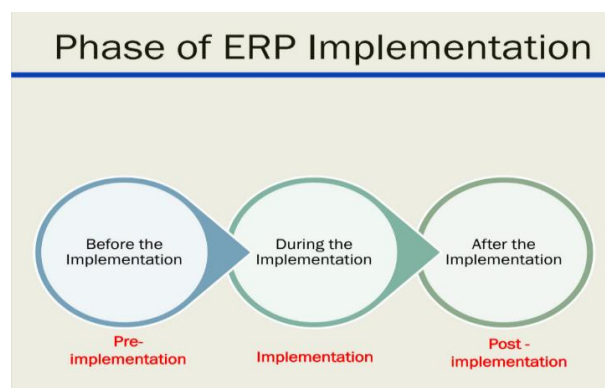 Phase of ERP Implementation
Before the
Implementation
During the
Implementation
After the
Implementation
Pre-
implementation
Implementation
Post -
implementation